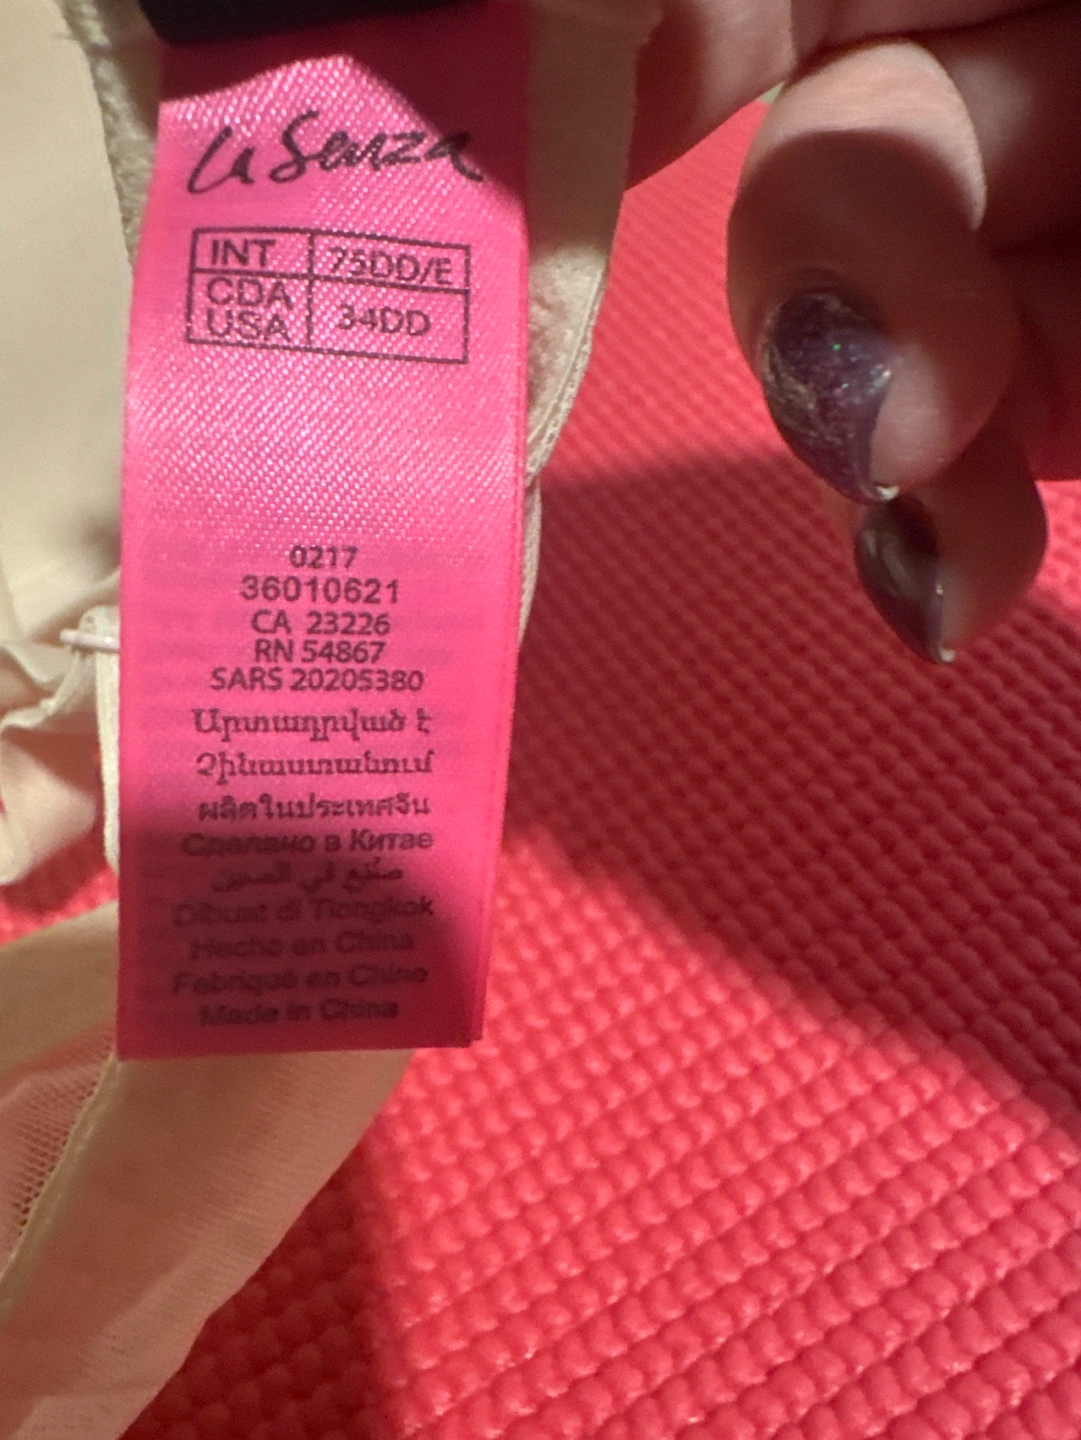 La Senza
INT 75DD/E
CDA USA 34DD
0217
36010621
CA 23226
RN 54867
SARS 20205380
Արտադրված է
Չինաստանում
ผลิตในประเทศจีน
Сделано в Китае
صنع في الصين
Dibuat di Tiongkok
Hecho en China
Fabriqué en Chine
Made in China